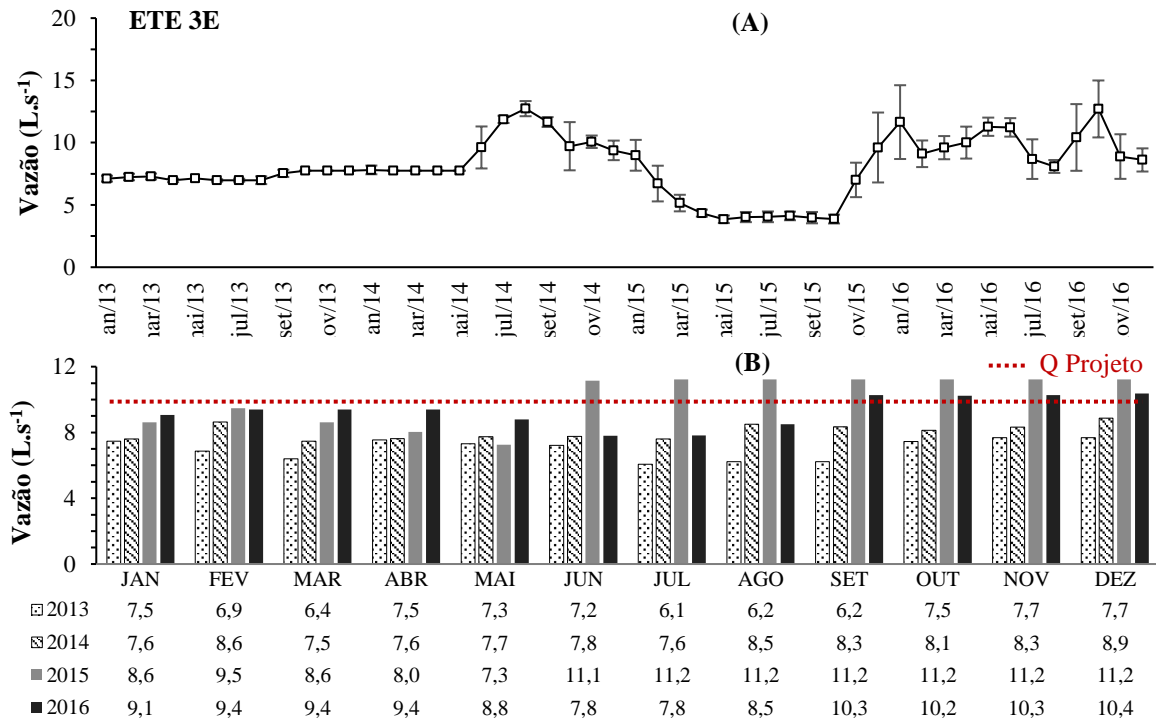 ETE 3E
(A)
Vazão (L.s-1)
20
15
10
5
0
an/13
nar/13
nai/13
jul/13
set/13
ov/13
an/14
nar/14
nai/14
jul/14
set/14
ov/14
an/15
nar/15
nai/15
jul/15
set/15
ov/15
an/16
nar/16
nai/16
jul/16
set/16
ov/16
(B)
Q Projeto
Vazão (L.s-1)
12
8
4
0
JAN FEV MAR ABR MAI JUN JUL AGO SET OUT NOV DEZ
2013 7,5 6,9 6,4 7,5 7,3 7,2 6,1 6,2 6,2 7,5 7,7 7,7
2014 7,6 8,6 7,5 7,6 7,7 7,8 7,6 8,5 8,3 8,1 8,3 8,9
2015 8,6 9,5 8,6 8,0 7,3 11,1 11,2 11,2 11,2 11,2 11,2 11,2
2016 9,1 9,4 9,4 9,4 8,8 7,8 7,8 8,5 10,3 10,2 10,3 10,4